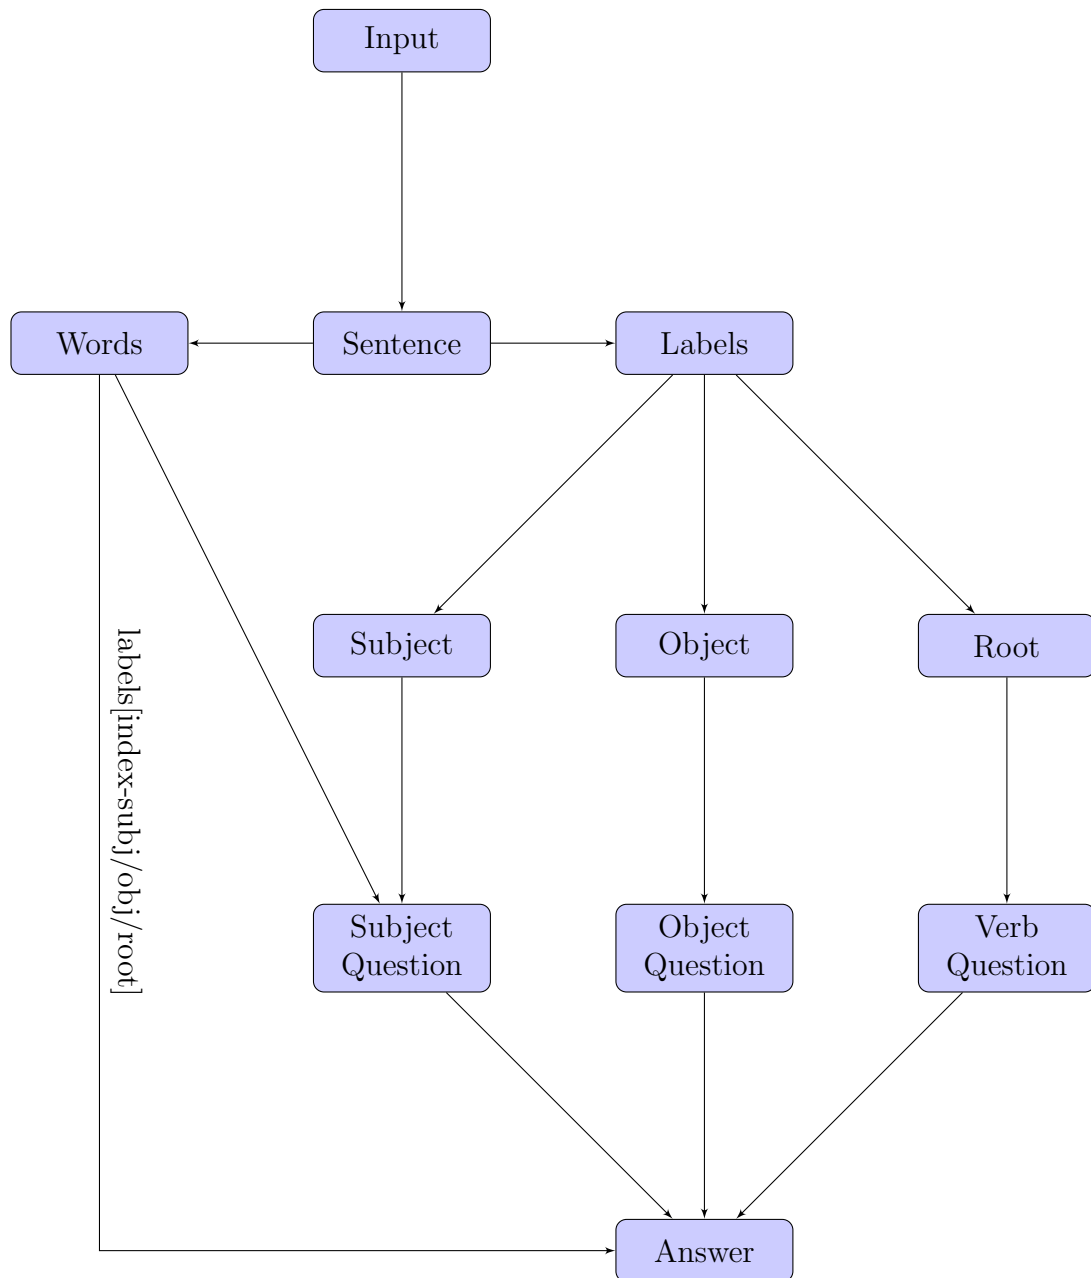 Input
Words
Sentence
Labels
Subject
Object
Root
labels[index-subj/obj/root]
Subject
Question
Object
Question
Verb
Question
Answer